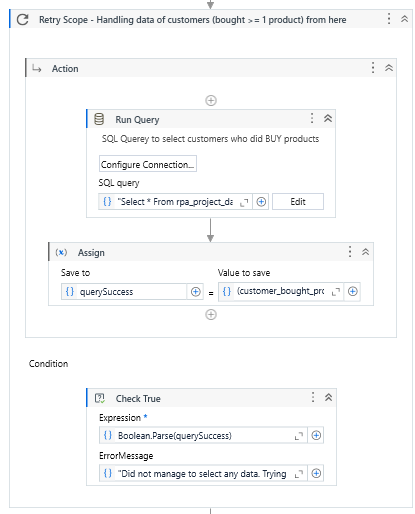 Retry Scope - Handling data of customers (bought >= 1 product) from here
Action
Run Query
SQL Querey to select customers who did BUY products
Configure Connection...
SQL query
{} "Select * From rpa_project_da
Edit
(x) Assign
Save to
Value to save
{} querySuccess
=
{} (customer_bought_pro
Condition
Check True
Expression *
{} Boolean.Parse(querySuccess)
ErrorMessage
{} "Did not manage to select any data. Trying